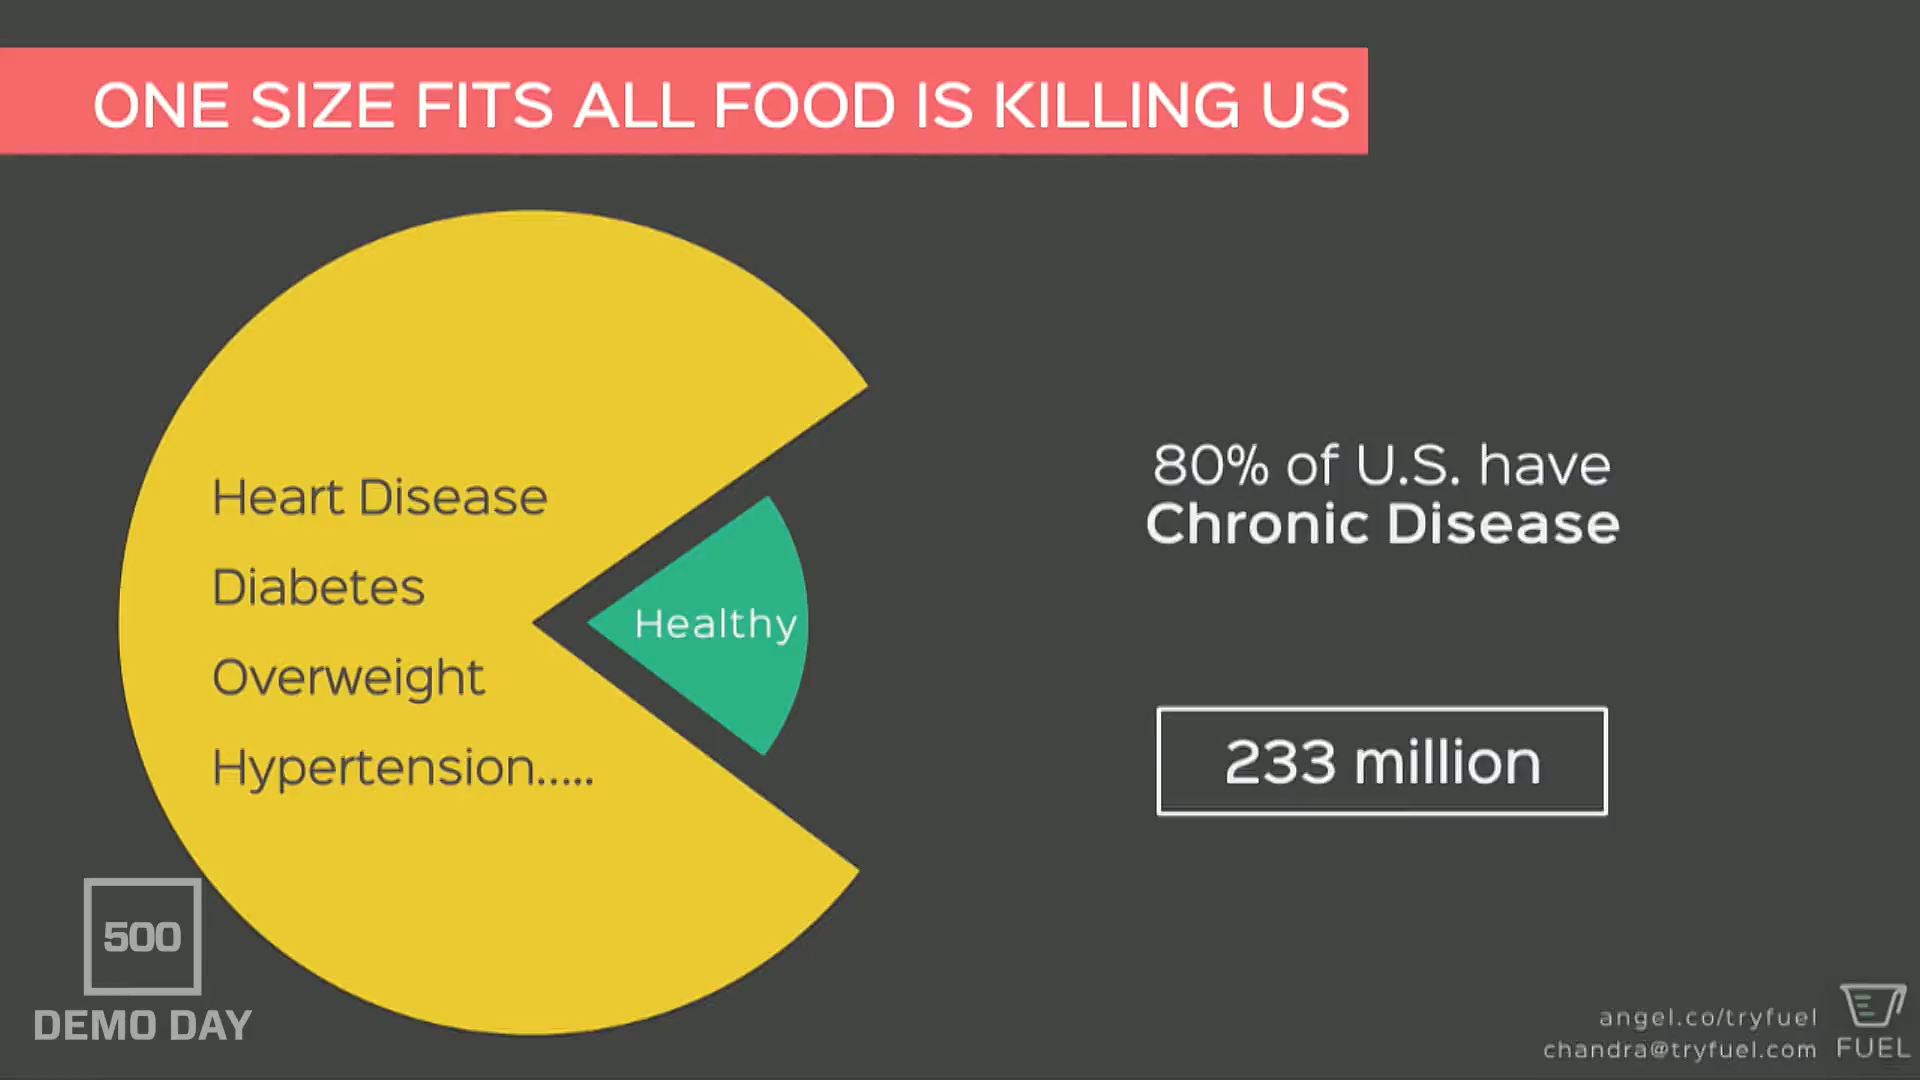 ONE SIZE FITS ALL FOOD IS KILLING US
Heart Disease
Diabetes
Overweight
Hypertension.....
Healthy
80% of U.S. have
Chronic Disease
233 million
500
DEMO DAY
angel.co/tryfuel
chandra@tryfuel.com
FUEL